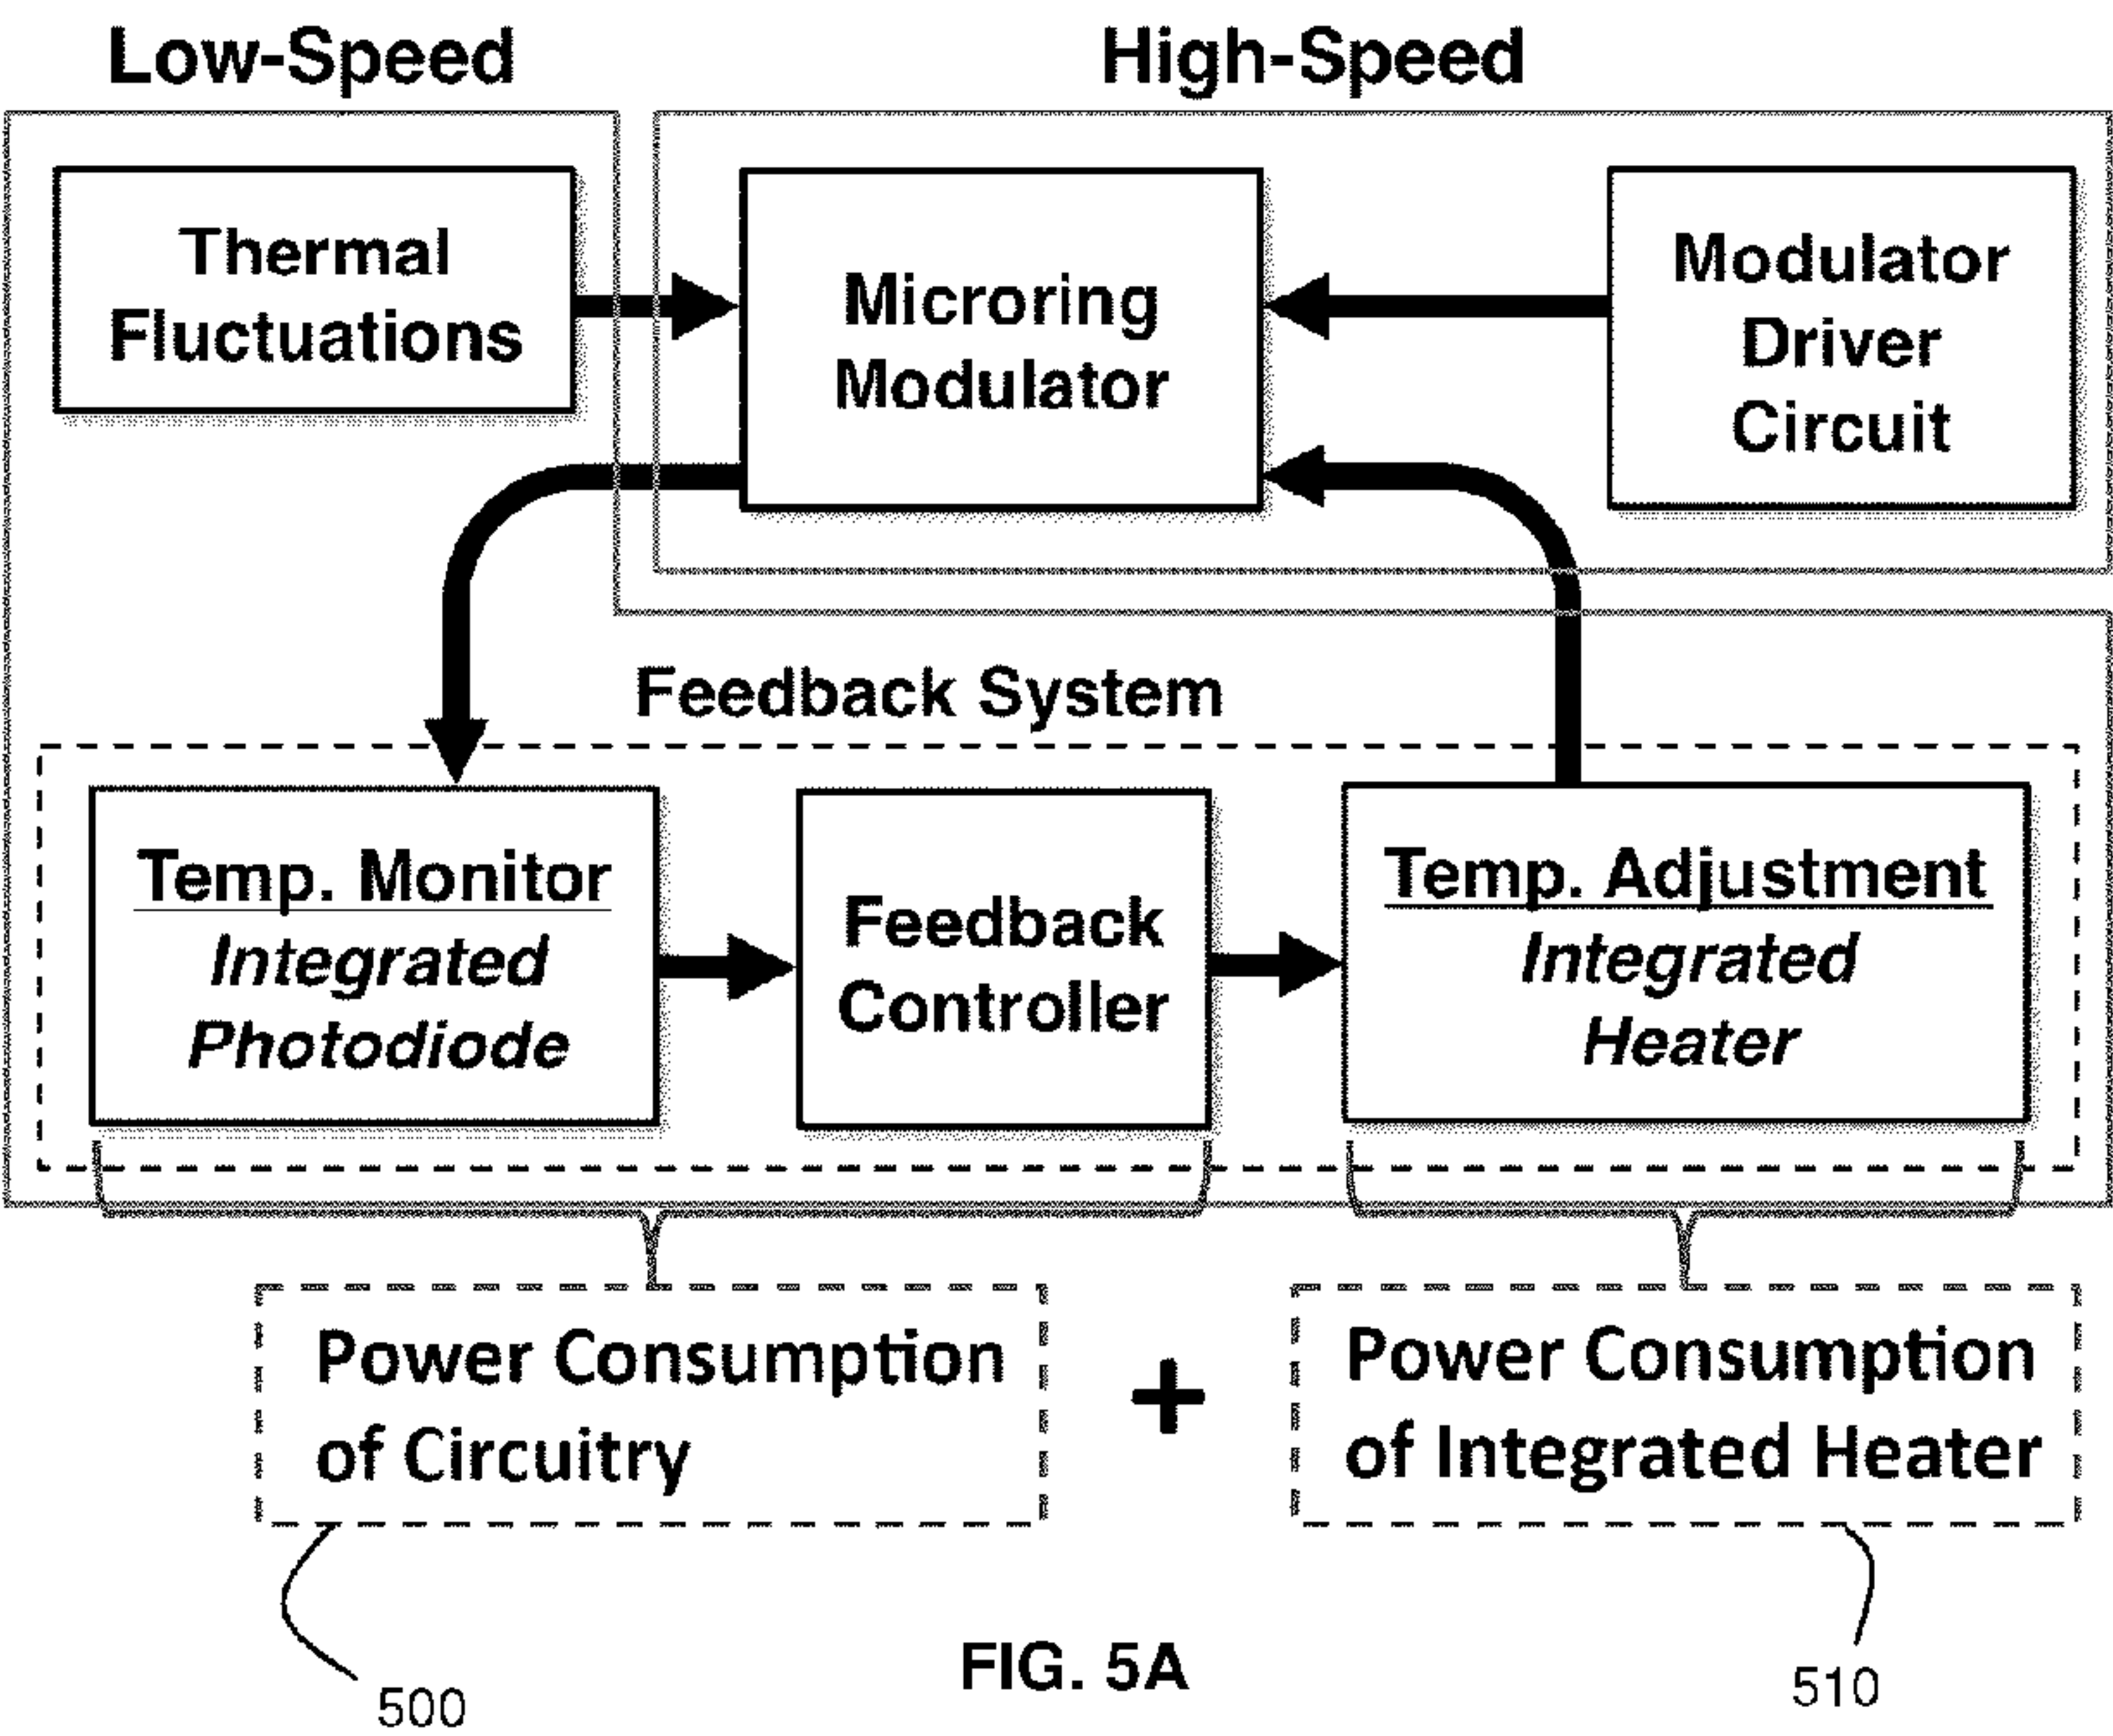 Low-Speed
High-Speed
Thermal
Fluctuations
Microring
Modulator
Modulator
Driver
Circuit
Feedback System
Temp. Monitor
Integrated
Photodiode
Feedback
Controller
Temp. Adjustment
Integrated
Heater
Power Consumption
of Circuitry
+
Power Consumption
of Integrated Heater
500
FIG. 5A
510